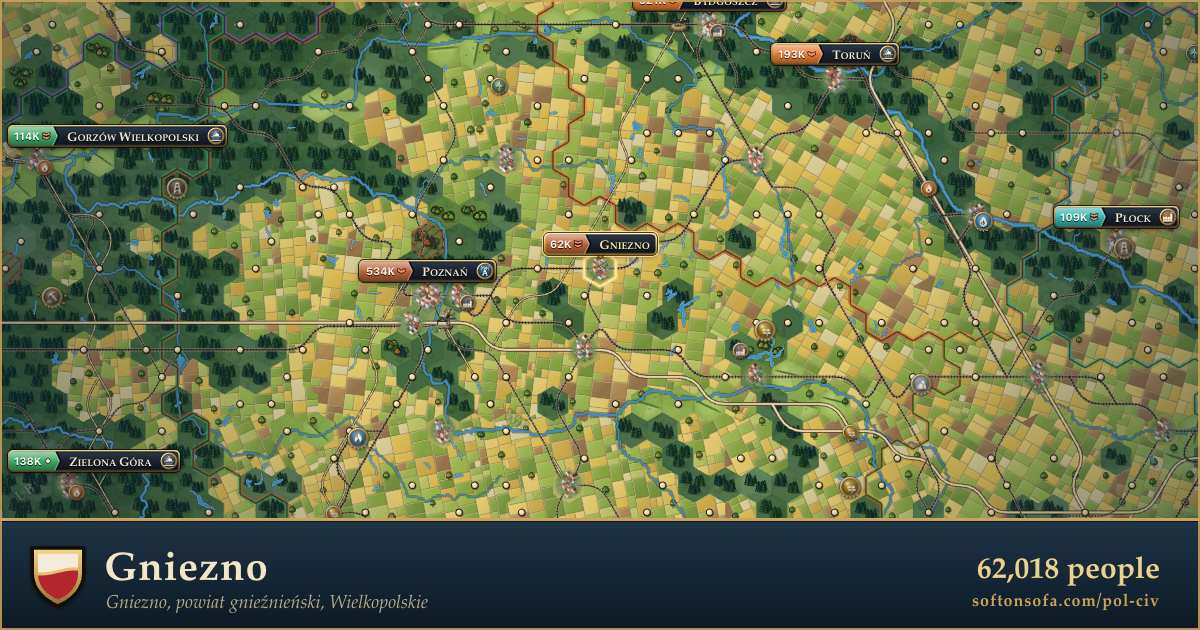 BYDGOSZCZ
193K TORUŃ
114K GORZÓW WIELKOPOLSKI
109K PŁOCK
62K GNIEZNO
534K POZNAŃ
138K ZIELONA GÓRA
Gniezno
62,018 people
Gniezno, powiat gnieźnieński, Wielkopolskie
softonsofa.com/pol-civ